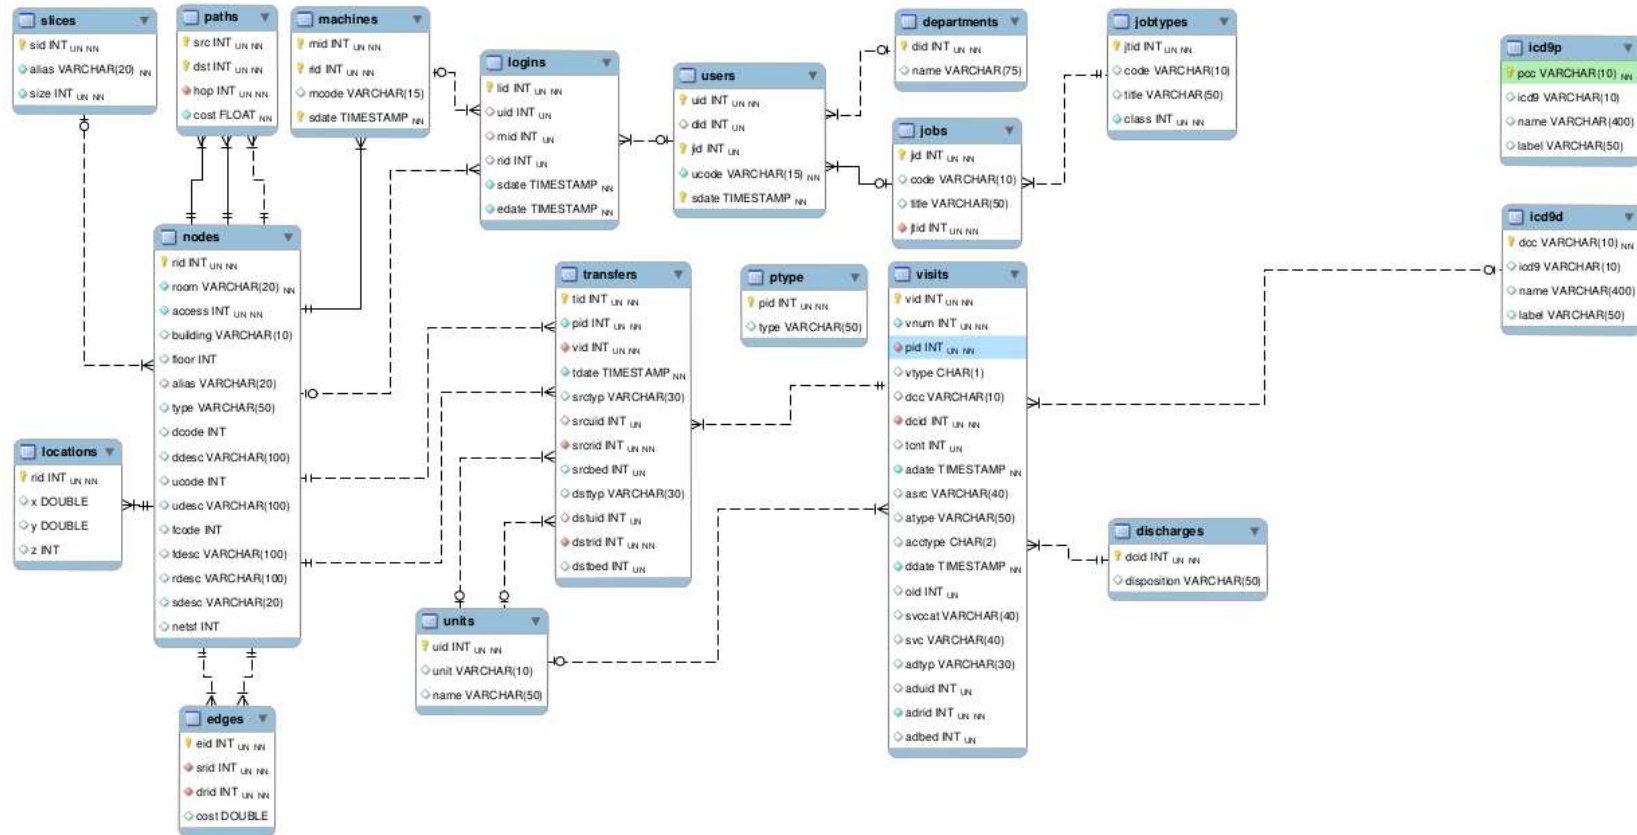 slices
sid INT UN NN
alias VARCHAR(20) NN
size INT UN NN
paths
src INT UN NN
dst INT UN NN
hop INT UN NN
cost FLOAT NN
machines
mid INT UN NN
rid INT UN NN
mcode VARCHAR(15)
sdate TIMESTAMP NN
logins
lid INT UN NN
uid INT UN
mid INT UN
rid INT UN
sdate TIMESTAMP NN
edate TIMESTAMP NN
users
uid INT UN NN
did INT UN
jid INT UN
ucode VARCHAR(15) NN
sdate TIMESTAMP NN
departments
did INT UN NN
name VARCHAR(75)
jobs
jid INT UN NN
code VARCHAR(10)
title VARCHAR(50)
jtid INT UN NN
jobtypes
jtid INT UN NN
code VARCHAR(10)
title VARCHAR(50)
class INT UN NN
icd9p
pcc VARCHAR(10) NN
icd9 VARCHAR(10)
name VARCHAR(400)
label VARCHAR(50)
icd9d
dcc VARCHAR(10) NN
icd9 VARCHAR(10)
name VARCHAR(400)
label VARCHAR(50)
nodes
rid INT UN NN
room VARCHAR(20) NN
access INT UN NN
building VARCHAR(10)
floor INT
alias VARCHAR(20)
type VARCHAR(50)
dcode INT
ddesc VARCHAR(100)
ucode INT
udesc VARCHAR(100)
fcode INT
fdesc VARCHAR(100)
rdesc VARCHAR(100)
sdesc VARCHAR(20)
netsf INT
locations
rid INT UN NN
x DOUBLE
y DOUBLE
z INT
transfers
tid INT UN NN
pid INT UN NN
vid INT UN NN
tdate TIMESTAMP NN
srctyp VARCHAR(30)
srcuid INT UN
srcrid INT UN NN
srcbed INT UN
dsttyp VARCHAR(30)
dstuid INT UN
dstrid INT UN NN
dstbed INT UN
ptype
pid INT UN NN
type VARCHAR(50)
visits
vid INT UN NN
vnum INT UN NN
pid INT UN NN
vtype CHAR(1)
dcc VARCHAR(10)
dcid INT UN NN
tcnt INT UN
adate TIMESTAMP NN
asrc VARCHAR(40)
atype VARCHAR(50)
acctype CHAR(2)
ddate TIMESTAMP NN
oid INT UN
svccat VARCHAR(40)
svc VARCHAR(40)
adtyp VARCHAR(30)
aduid INT UN
adrid INT UN NN
adbed INT UN
discharges
dcid INT UN NN
disposition VARCHAR(50)
units
uid INT UN NN
unit VARCHAR(10)
name VARCHAR(50)
edges
eid INT UN NN
srid INT UN NN
drid INT UN NN
cost DOUBLE